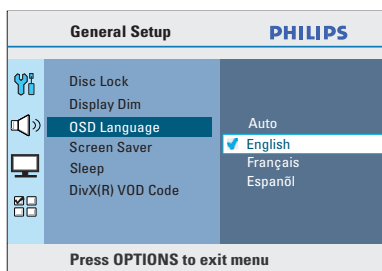 General Setup
PHILIPS
Disc Lock
Display Dim
OSD Language
Screen Saver
Sleep
DivX(R) VOD Code
Auto
English
Français
Espanõl
Press OPTIONS to exit menu